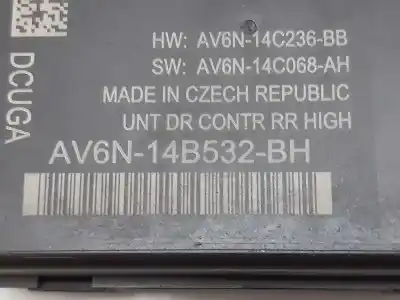 DCUGA
HW: AV6N-14C236-BB
SW: AV6N-14C068-AH
MADE IN CZECH REPUBLIC
UNT DR CONTR RR HIGH
AV6N-14B532-BH